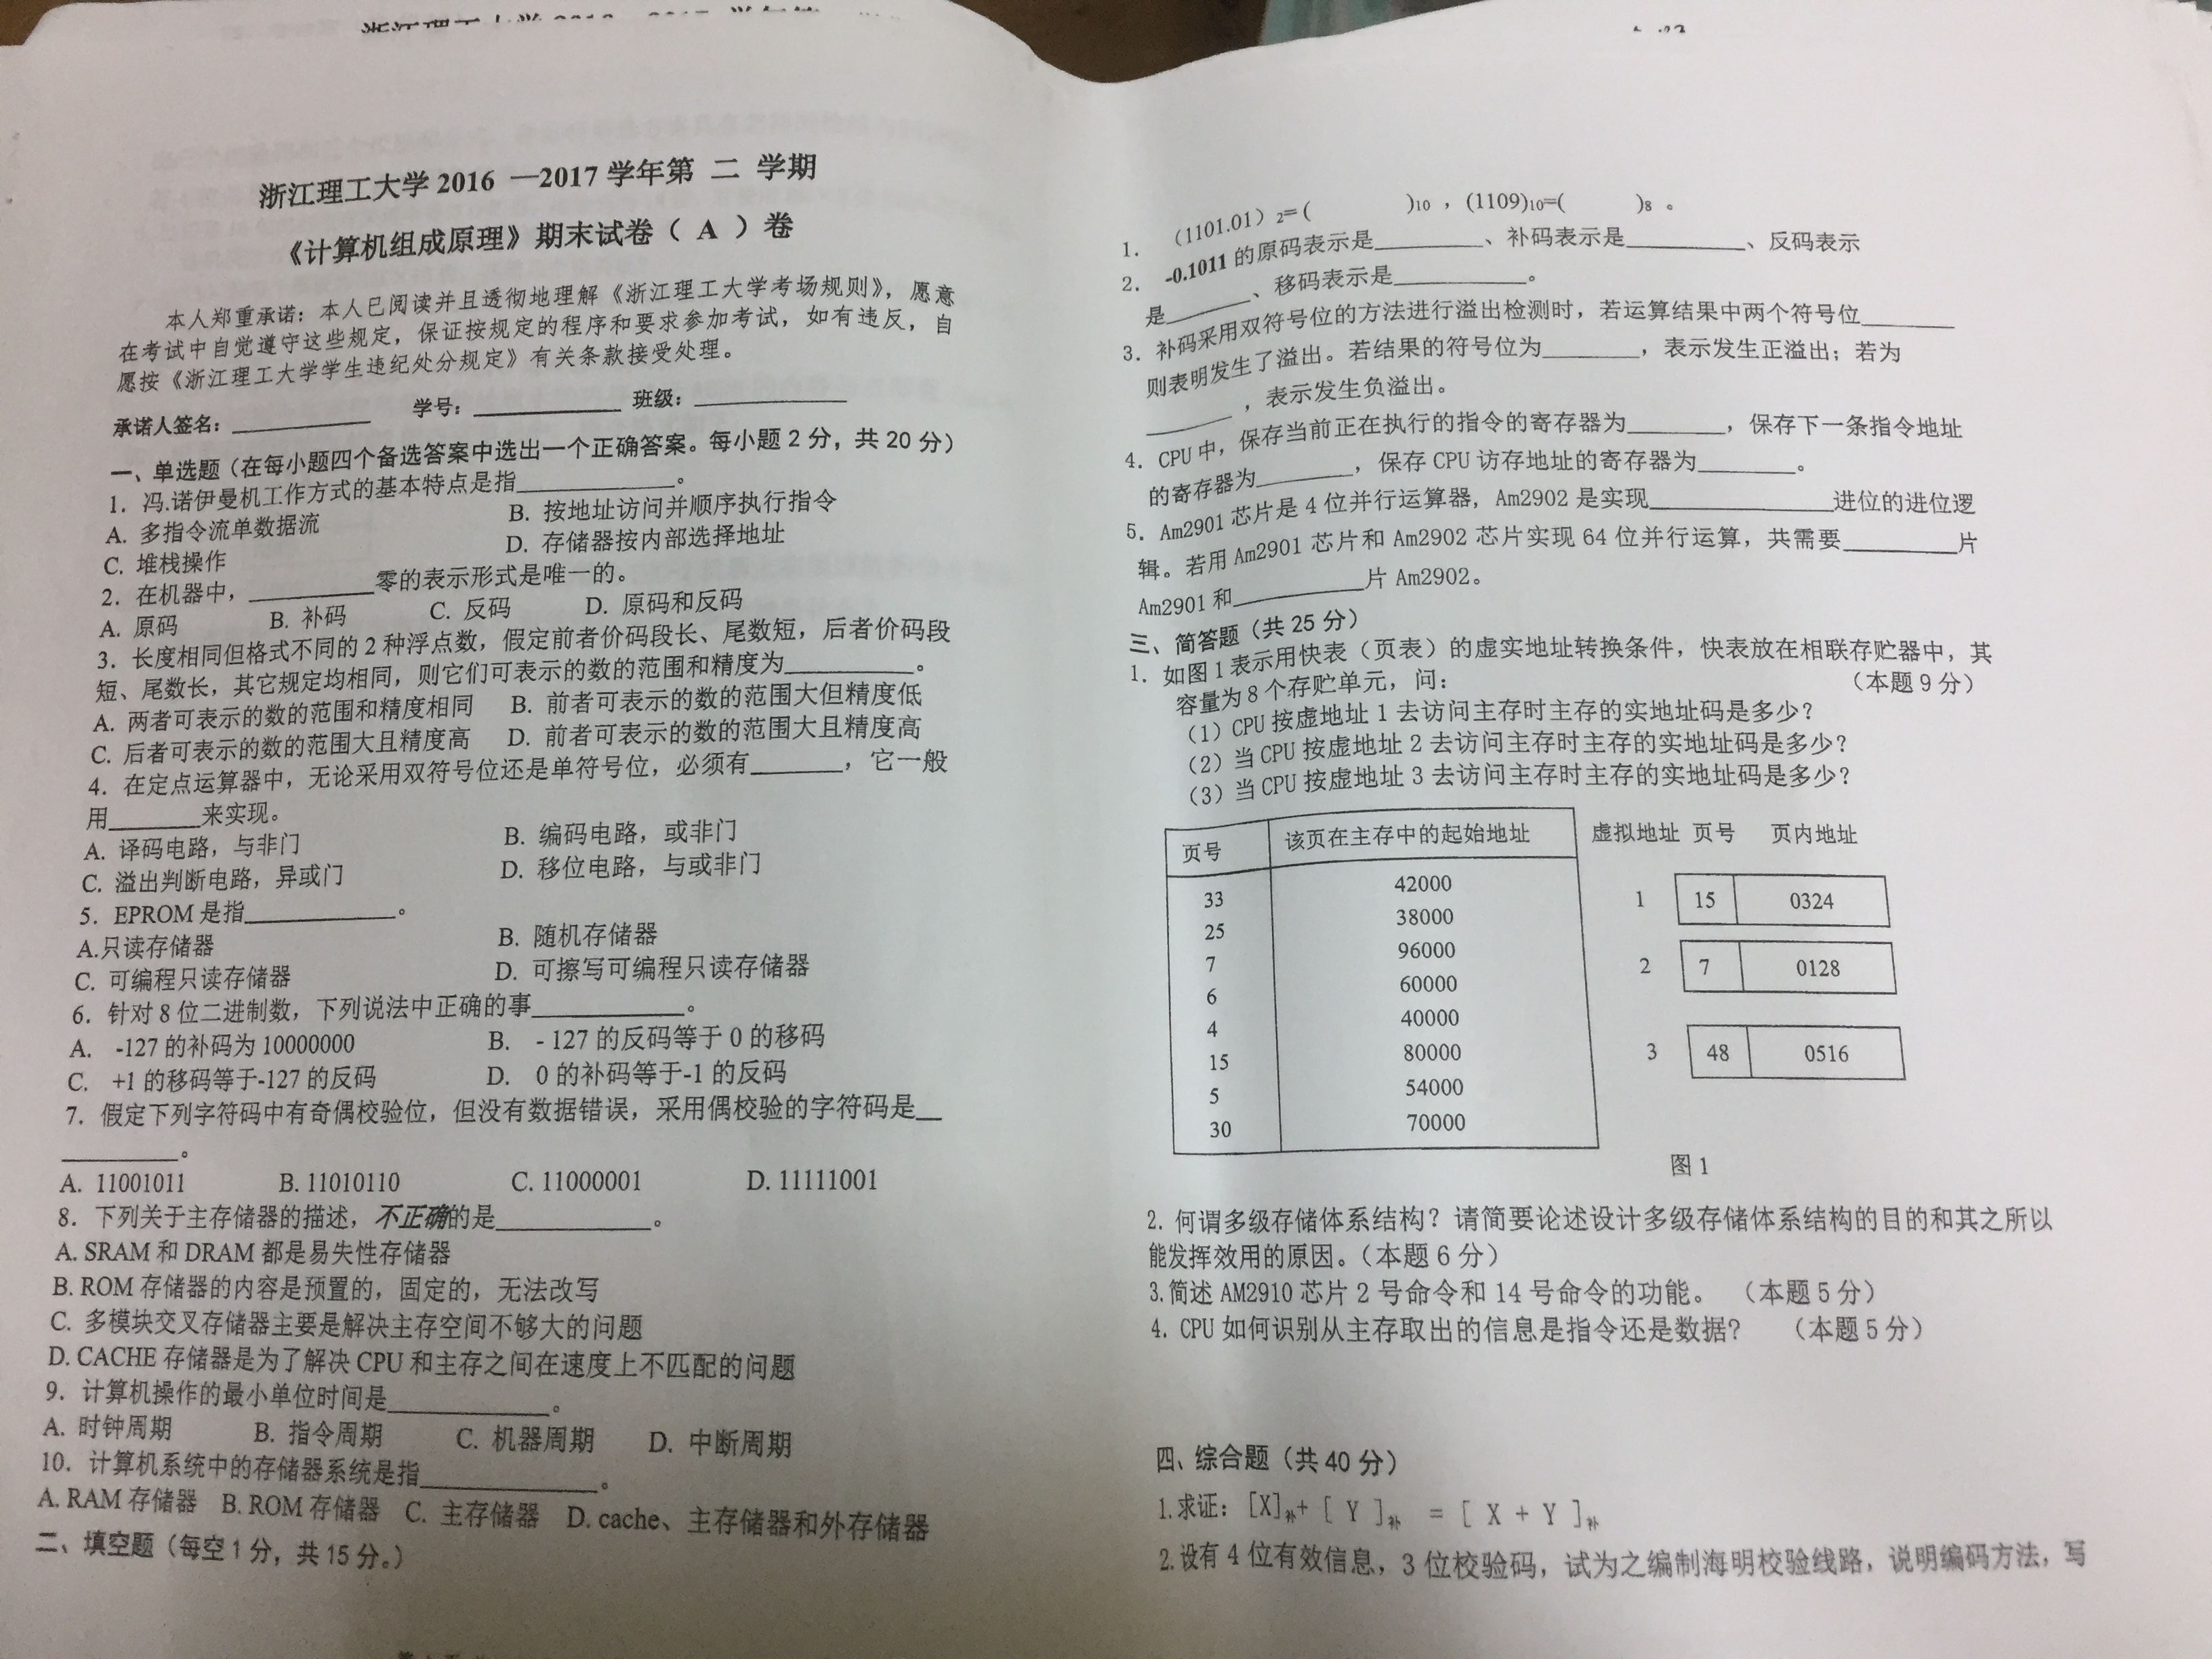 浙江理工大学 2016 —2017 学年第 二 学期
《计算机组成原理》期末试卷（ A ）卷
本人郑重承诺：本人已阅读并且透彻地理解《浙江理工大学考场规则》，愿意
在考试中自觉遵守这些规定，保证按规定的程序和要求参加考试，如有违反，自
愿按《浙江理工大学学生违纪处分规定》有关条款接受处理。
承诺人签名：__________ 学号：__________ 班级：__________
一、单选题（在每小题四个备选答案中选出一个正确答案。每小题 2 分，共 20 分）
1. 冯.诺伊曼机工作方式的基本特点是指__________。
A. 多指令流单数据流 B. 按地址访问并顺序执行指令
C. 堆栈操作 D. 存储器按内部选择地址
2. 在机器中，__________零的表示形式是唯一的。
A. 原码 B. 补码 C. 反码 D. 原码和反码
3. 长度相同但格式不同的 2 种浮点数，假定前者价码段长、尾数短，后者价码段
短、尾数长，其它规定均相同，则它们可表示的数的范围和精度为__________。
A. 两者可表示的数的范围和精度相同 B. 前者可表示的数的范围大但精度低
C. 后者可表示的数的范围大且精度高 D. 前者可表示的数的范围大且精度高
4. 在定点运算器中，无论采用双符号位还是单符号位，必须有_______，它一般
用_______来实现。
A. 译码电路，与非门 B. 编码电路，或非门
C. 溢出判断电路，异或门 D. 移位电路，与或非门
5. EPROM 是指__________。
A.只读存储器 B. 随机存储器
C. 可编程只读存储器 D. 可擦写可编程只读存储器
6. 针对 8 位二进制数，下列说法中正确的事__________。
A. -127 的补码为 10000000 B. - 127 的反码等于 0 的移码
C. +1 的移码等于-127 的反码 D. 0 的补码等于-1 的反码
7. 假定下列字符码中有奇偶校验位，但没有数据错误，采用偶校验的字符码是__
________。
A. 11001011 B. 11010110 C. 11000001 D. 11111001
8. 下列关于主存储器的描述，不正确的是__________。
A. SRAM 和 DRAM 都是易失性存储器
B. ROM 存储器的内容是预置的，固定的，无法改写
C. 多模块交叉存储器主要是解决主存空间不够大的问题
D. CACHE 存储器是为了解决 CPU 和主存之间在速度上不匹配的问题
9. 计算机操作的最小单位时间是__________。
A. 时钟周期 B. 指令周期 C. 机器周期 D. 中断周期
10. 计算机系统中的存储器系统是指__________。
A. RAM 存储器 B. ROM 存储器 C. 主存储器 D. cache、主存储器和外存储器
二、填空题（每空 1 分，共 15 分。）
1. （1101.01）2=( )10 ，(1109)10=( )8 。
2. -0.1011 的原码表示是________、补码表示是________、反码表示
是________、移码表示是________。
3. 补码采用双符号位的方法进行溢出检测时，若运算结果中两个符号位_______
则表明发生了溢出。若结果的符号位为_______，表示发生正溢出；若为
_______，表示发生负溢出。
4. CPU 中，保存当前正在执行的指令的寄存器为_______，保存下一条指令地址
的寄存器为_______，保存 CPU 访存地址的寄存器为_______。
5. Am2901 芯片是 4 位并行运算器, Am2902 是实现____________进位的进位逻
辑。若用 Am2901 芯片和 Am2902 芯片实现 64 位并行运算，共需要________片
Am2901 和_________片 Am2902。
三、简答题（共 25 分）
1. 如图 1 表示用快表（页表）的虚实地址转换条件，快表放在相联存贮器中，其
容量为 8 个存贮单元，问： （本题 9 分）
（1）CPU 按虚地址 1 去访问主存时主存的实地址码是多少？
（2）当 CPU 按虚地址 2 去访问主存时主存的实地址码是多少？
（3）当 CPU 按虚地址 3 去访问主存时主存的实地址码是多少？
页号 该页在主存中的起始地址 虚拟地址 页号 页内地址
33 42000
25 38000
7 96000
6 60000
4 40000
15 80000
5 54000
30 70000
1 15 0324
2 7 0128
3 48 0516
图 1
2. 何谓多级存储体系结构？请简要论述设计多级存储体系结构的目的和其之所以
能发挥效用的原因。（本题 6 分）
3.简述 AM2910 芯片 2 号命令和 14 号命令的功能。 （本题 5 分）
4. CPU 如何识别从主存取出的信息是指令还是数据？ （本题 5 分）
四、综合题（共 40 分）
1.求证：[X]补+ [ Y ]补 = [ X + Y ]补
2.设有 4 位有效信息，3 位校验码，试为之编制海明校验线路，说明编码方法，写